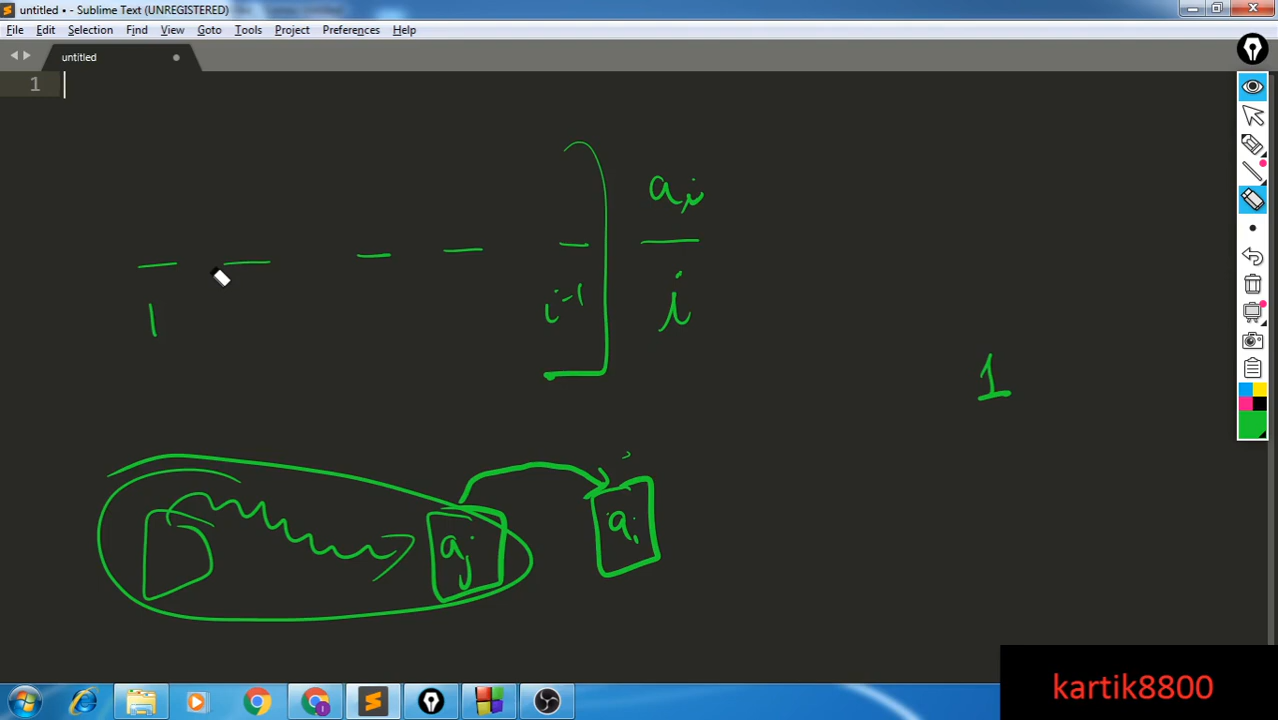 untitled • - Sublime Text (UNREGISTERED)
File Edit Selection Find View Goto Tools Project Preferences Help
untitled
1
aᵢ
1 i-1 i
1
aⱼ aᵢ
kartik8800